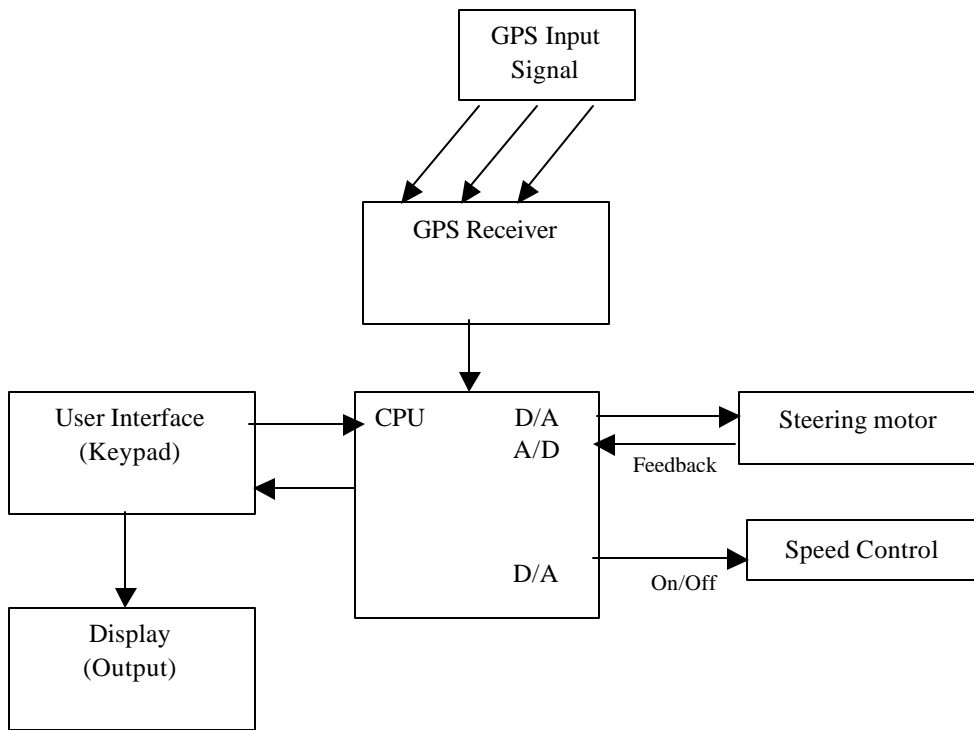 GPS Input
Signal
GPS Receiver
User Interface
(Keypad)
CPU
D/A
A/D
Steering motor
Feedback
D/A
On/Off
Speed Control
Display
(Output)